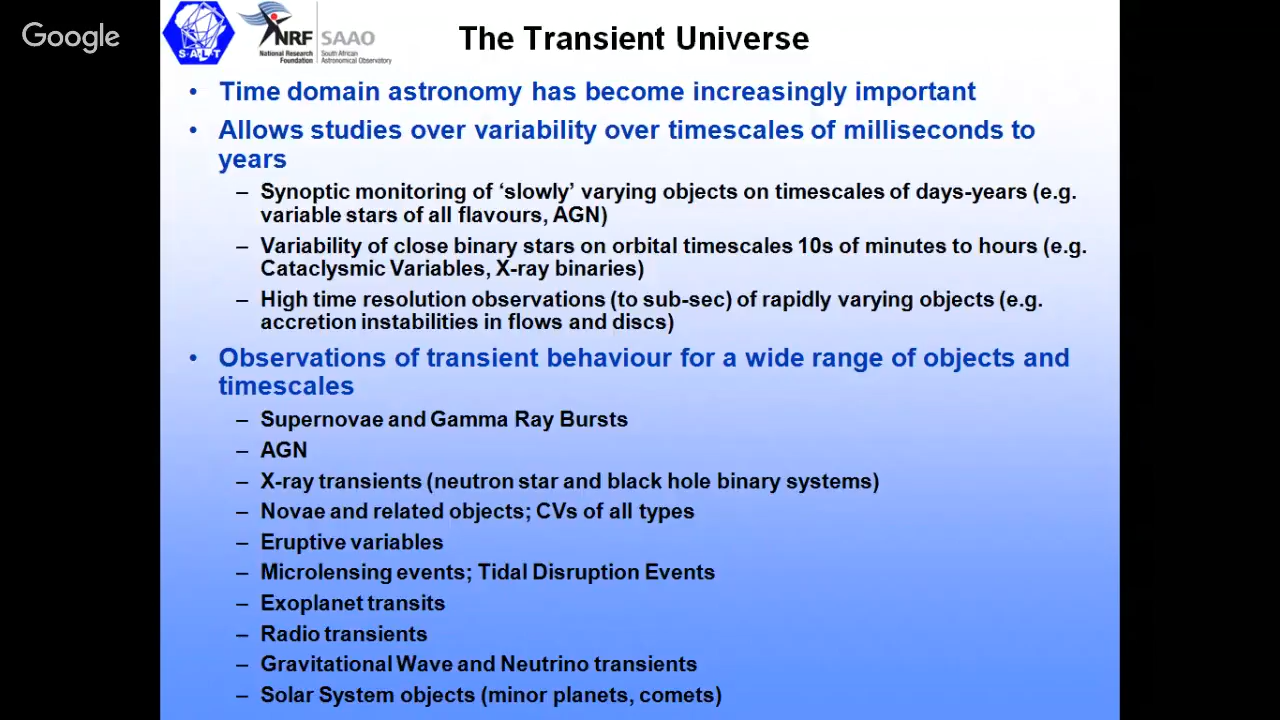 Google
SALT
NRF
National Research
Foundation
SAAO
South African
Astronomical Observatory
The Transient Universe
• Time domain astronomy has become increasingly important
• Allows studies over variability over timescales of milliseconds to
years
– Synoptic monitoring of ‘slowly’ varying objects on timescales of days-years (e.g.
variable stars of all flavours, AGN)
– Variability of close binary stars on orbital timescales 10s of minutes to hours (e.g.
Cataclysmic Variables, X-ray binaries)
– High time resolution observations (to sub-sec) of rapidly varying objects (e.g.
accretion instabilities in flows and discs)
• Observations of transient behaviour for a wide range of objects and
timescales
– Supernovae and Gamma Ray Bursts
– AGN
– X-ray transients (neutron star and black hole binary systems)
– Novae and related objects; CVs of all types
– Eruptive variables
– Microlensing events; Tidal Disruption Events
– Exoplanet transits
– Radio transients
– Gravitational Wave and Neutrino transients
– Solar System objects (minor planets, comets)